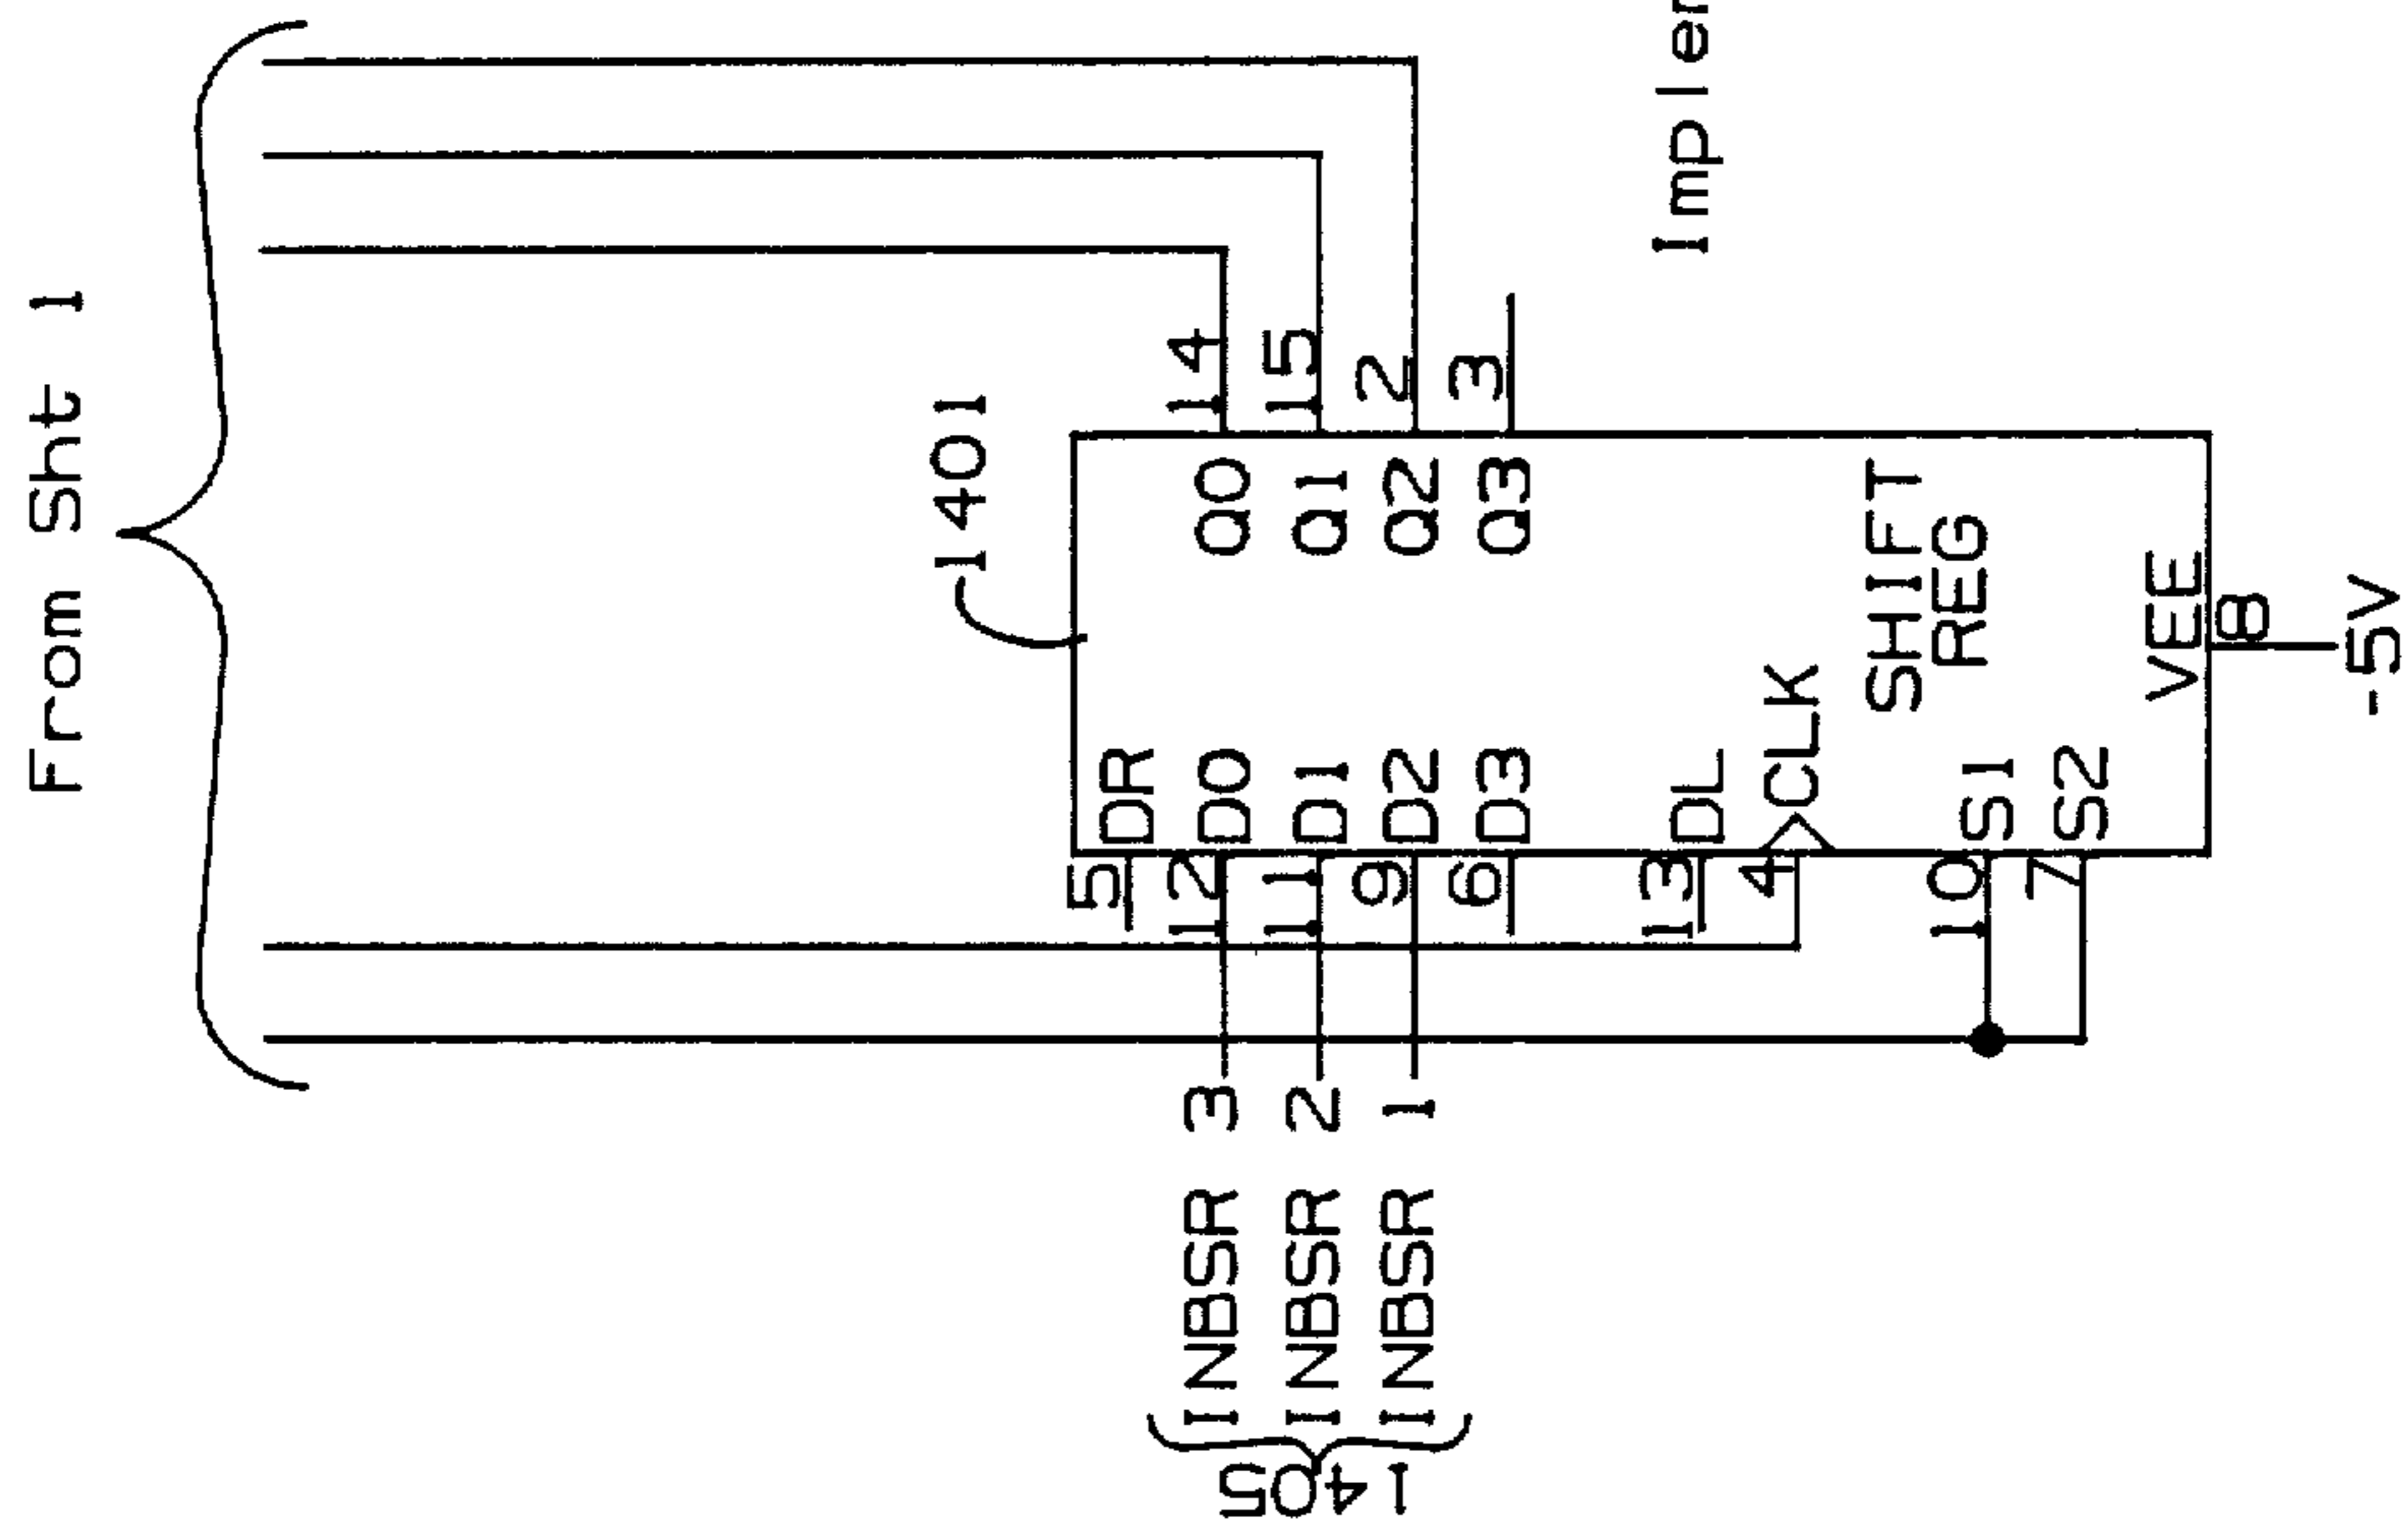 From Sht 1
1401
5 DR
12 D0
11 D1
9 D2
6 D3
13 DL
4 CLK
10 S1
7 S2
Q0 14
Q1 15
Q2 2
Q3 3
SHIFT
REG
VEE
8
-5V
INBSR 3
INBSR 2
INBSR 1
1405